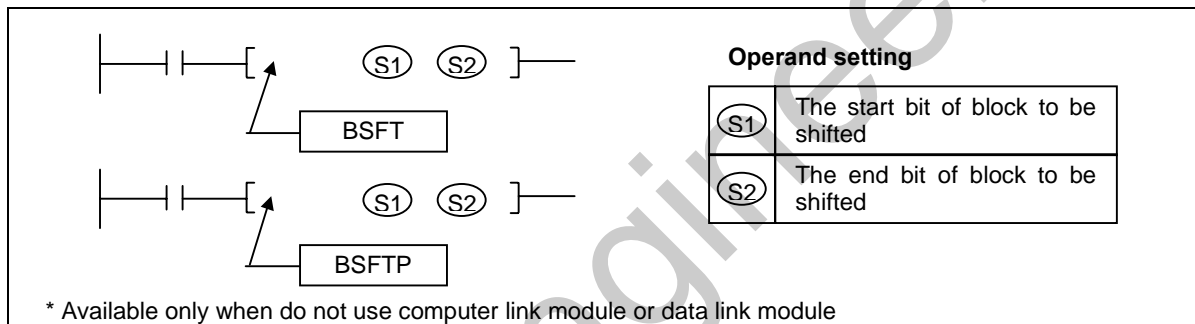 S1 S2
BSFT
S1 S2
BSFTP
* Available only when do not use computer link module or data link module
Operand setting
S1 The start bit of block to be
shifted
S2 The end bit of block to be
shifted